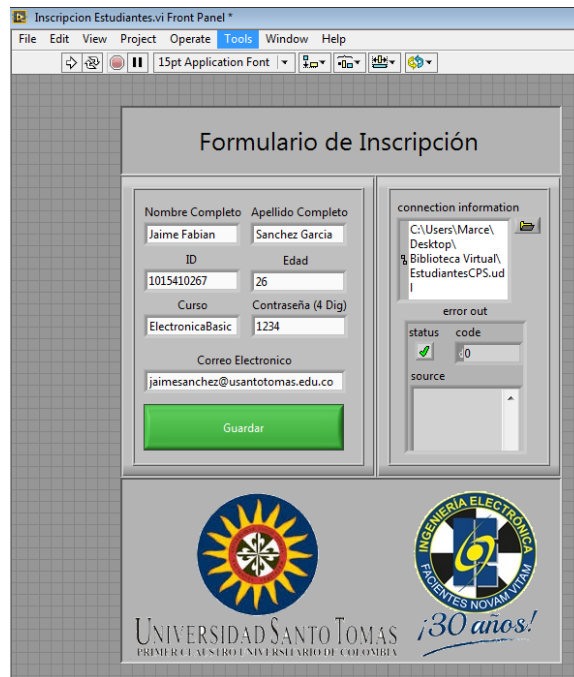 Inscripcion Estudiantes.vi Front Panel *
File Edit View Project Operate Tools Window Help
15pt Application Font
Formulario de Inscripción
Nombre Completo Apellido Completo
Jaime Fabian Sanchez Garcia
ID Edad
1015410267 26
Curso Contraseña (4 Dig)
ElectronicaBasic 1234
Correo Electronico
jaimesanchez@usantotomas.edu.co
Guardar
connection information
C:\Users\Marce\
Desktop\
Biblioteca Virtual\
EstudiantesCPS.ud
l
error out
status code
0
source
UNIVERSIDAD SANTO TOMAS
PRIMER CLAUSTRO UNIVERSITARIO DE COLOMBIA
INGENIERÍA ELECTRÓNICA
FACIENTES NOVAM VITAM
¡30 años!